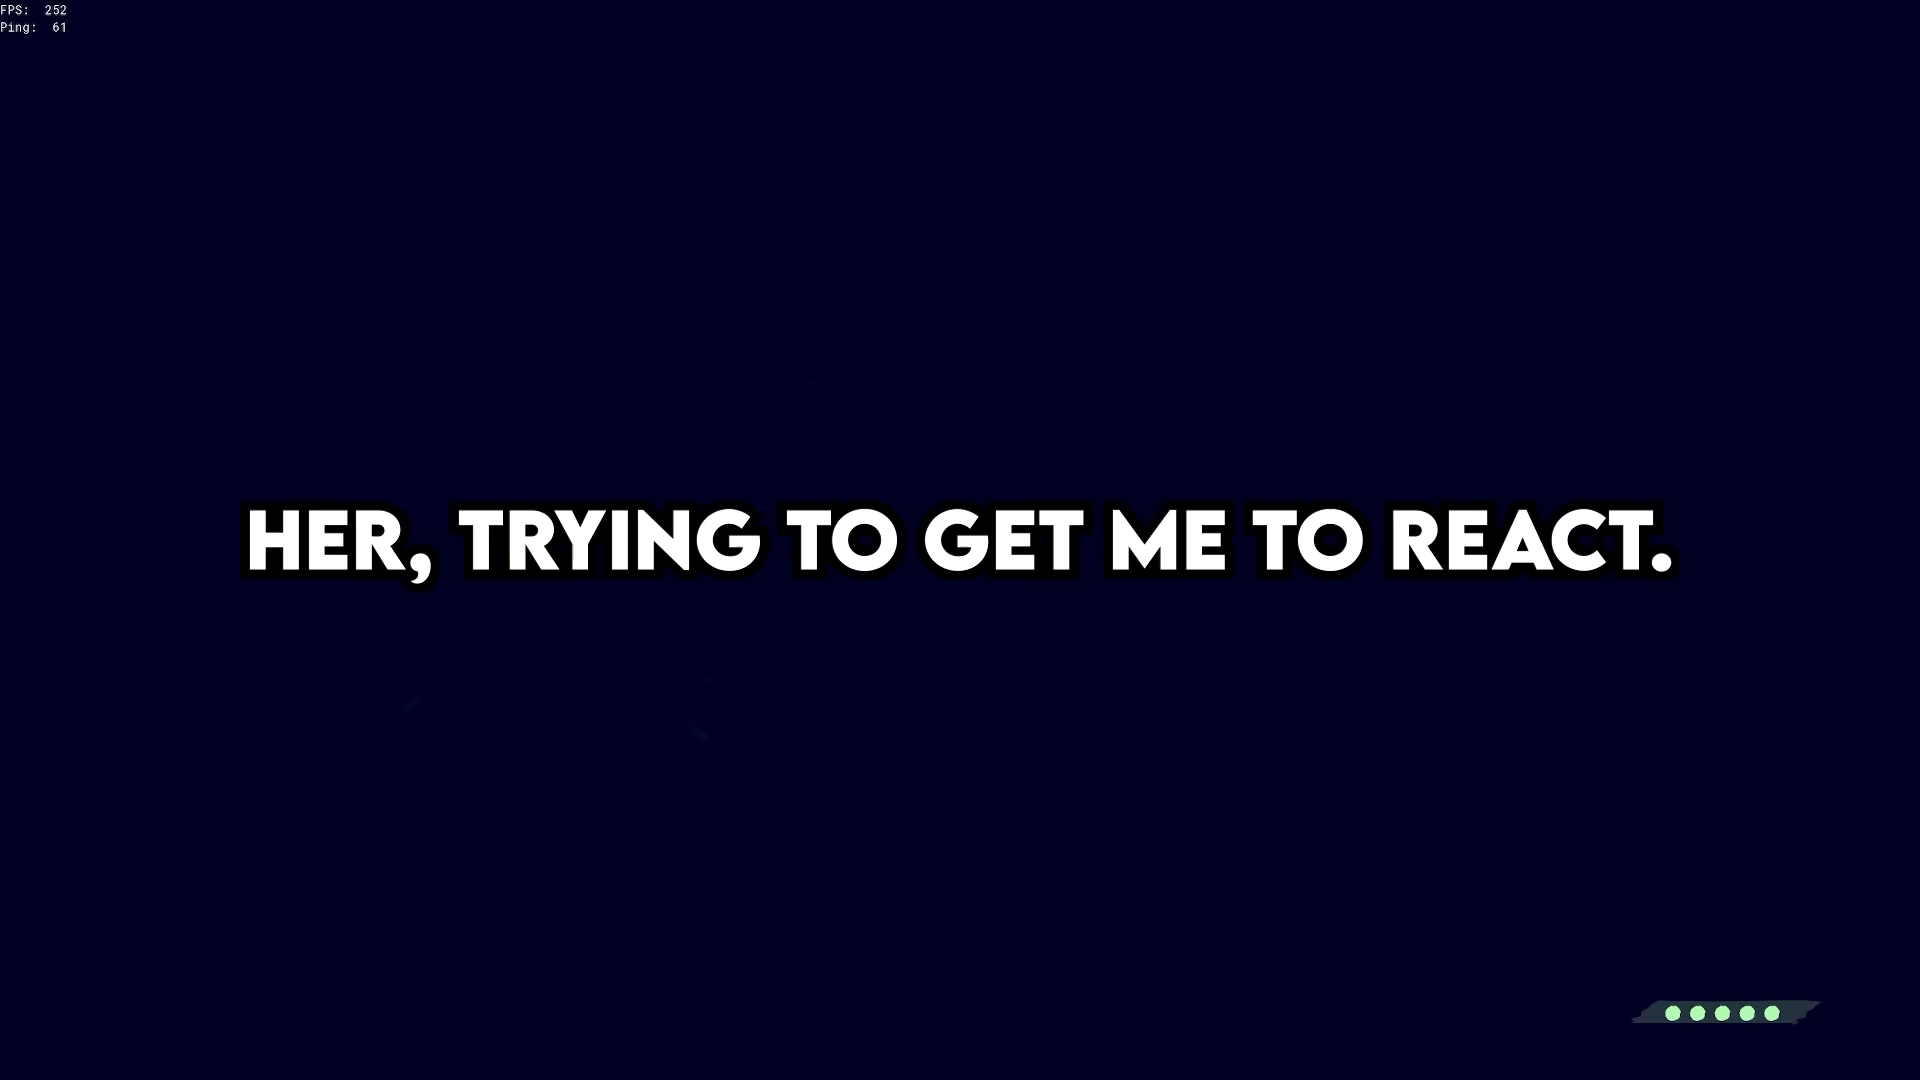 FPS: 252
Ping: 61
HER, TRYING TO GET ME TO REACT.